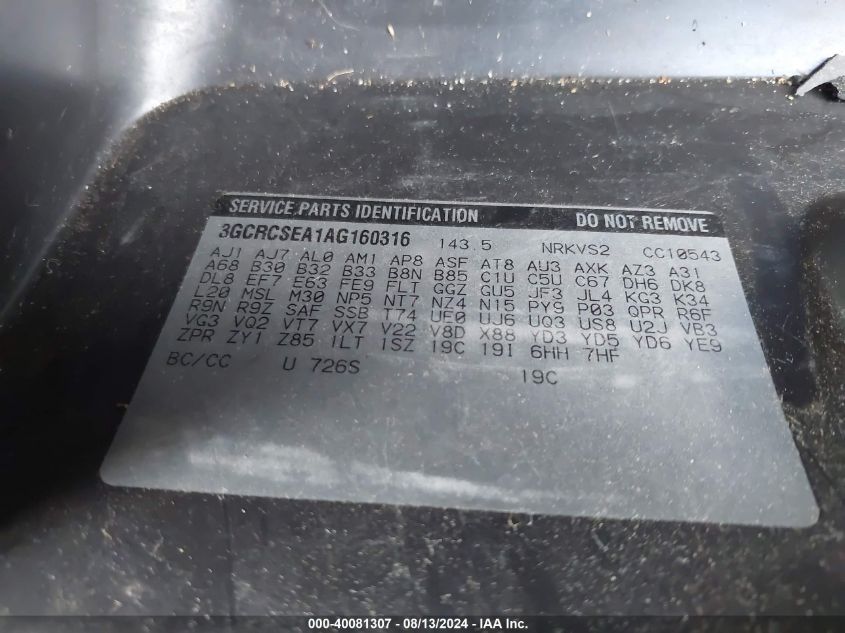 SERVICE PARTS IDENTIFICATION DO NOT REMOVE
3GCRCSEA1AG160316 143.5 NRKVS2 CC10543
AJ1 AJ7 AL0 AM1 AP8 ASF AT8 AU3 AXK AZ3 A31
A68 B30 B32 B33 B8N B85 C1U C5U C67 DH6 DK8
DL8 EF7 E63 FE9 FLT GGZ GU5 JF3 JL4 KG3 K34
L20 MSL M30 NP5 NT7 NZ4 N15 PY9 P03 QPR R6F
R9N R9Z SAF SSB T74 UF0 UJ6 UQ3 US8 U2J VB3
VG3 VQ2 VT7 VX7 V22 V8D X88 YD3 YD5 YD6 YE9
ZPR ZY1 Z85 1LT 1SZ 19C 19I 6HH 7HF
BC/CC U 726S 19C
000-40081307 - 08/13/2024 - IAA Inc.